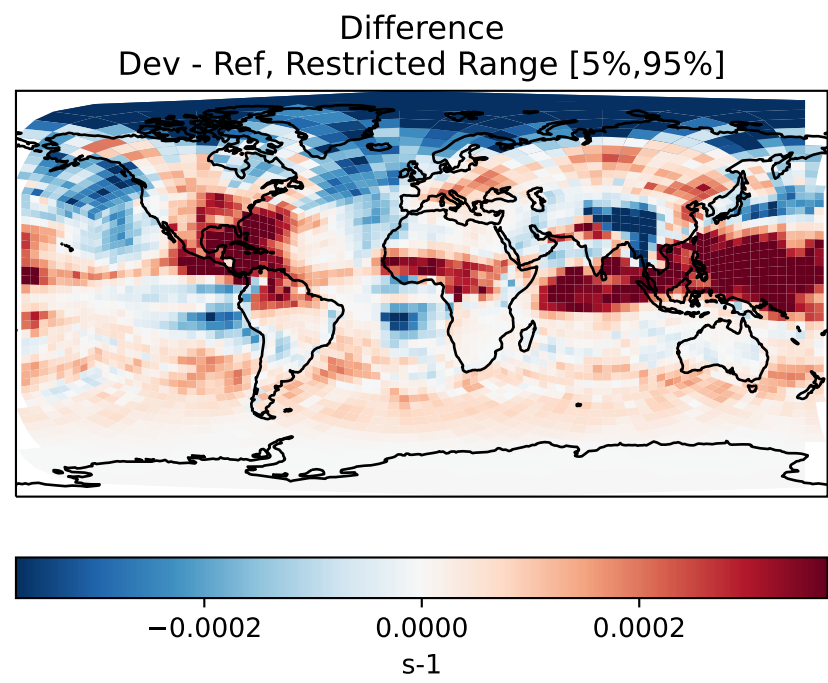 Difference
Dev - Ref, Restricted Range [5%,95%]
−0.0002 0.0000 0.0002
s-1